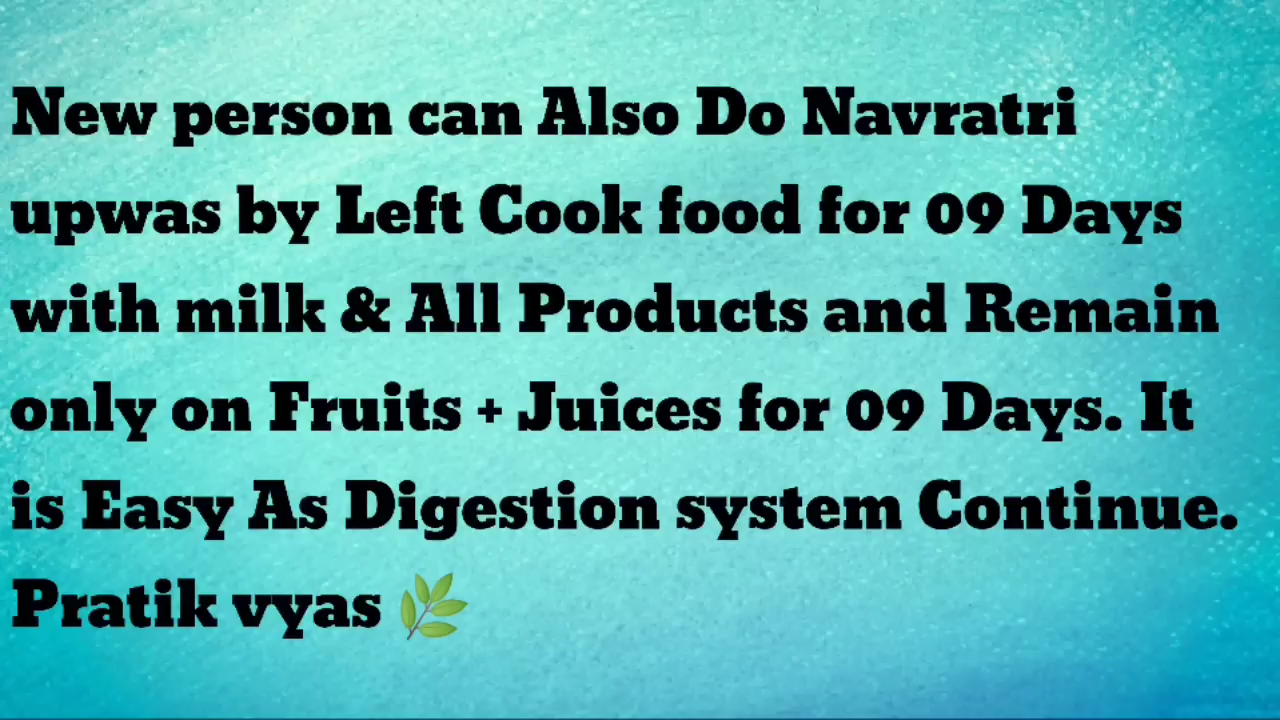 New person can Also Do Navratri
upwas by Left Cook food for 09 Days
with milk & All Products and Remain
only on Fruits + Juices for 09 Days. It
is Easy As Digestion system Continue.
Pratik vyas 🌿